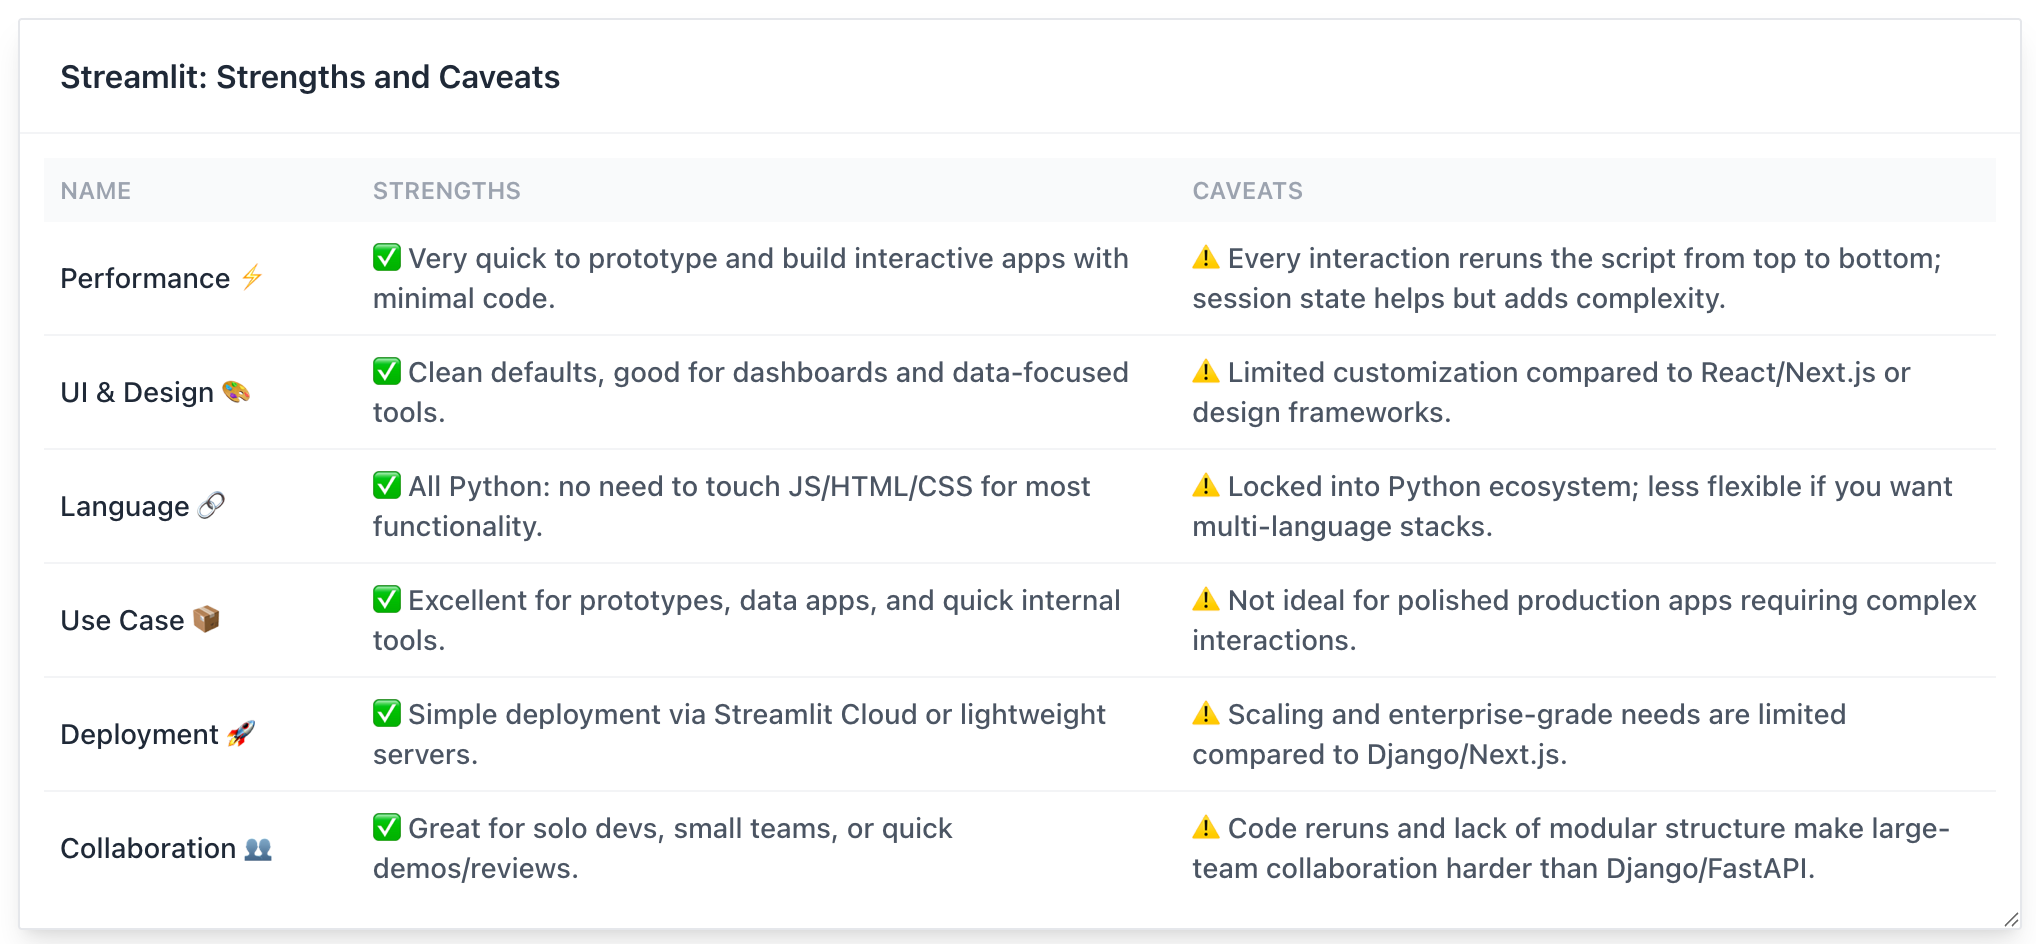 Streamlit: Strengths and Caveats
NAME STRENGTHS CAVEATS
Performance ⚡
✅ Very quick to prototype and build interactive apps with
minimal code.
⚠️ Every interaction reruns the script from top to bottom;
session state helps but adds complexity.
UI & Design 🎨
✅ Clean defaults, good for dashboards and data-focused
tools.
⚠️ Limited customization compared to React/Next.js or
design frameworks.
Language 🔗
✅ All Python: no need to touch JS/HTML/CSS for most
functionality.
⚠️ Locked into Python ecosystem; less flexible if you want
multi-language stacks.
Use Case 📦
✅ Excellent for prototypes, data apps, and quick internal
tools.
⚠️ Not ideal for polished production apps requiring complex
interactions.
Deployment 🚀
✅ Simple deployment via Streamlit Cloud or lightweight
servers.
⚠️ Scaling and enterprise-grade needs are limited
compared to Django/Next.js.
Collaboration 👥
✅ Great for solo devs, small teams, or quick
demos/reviews.
⚠️ Code reruns and lack of modular structure make large-
team collaboration harder than Django/FastAPI.